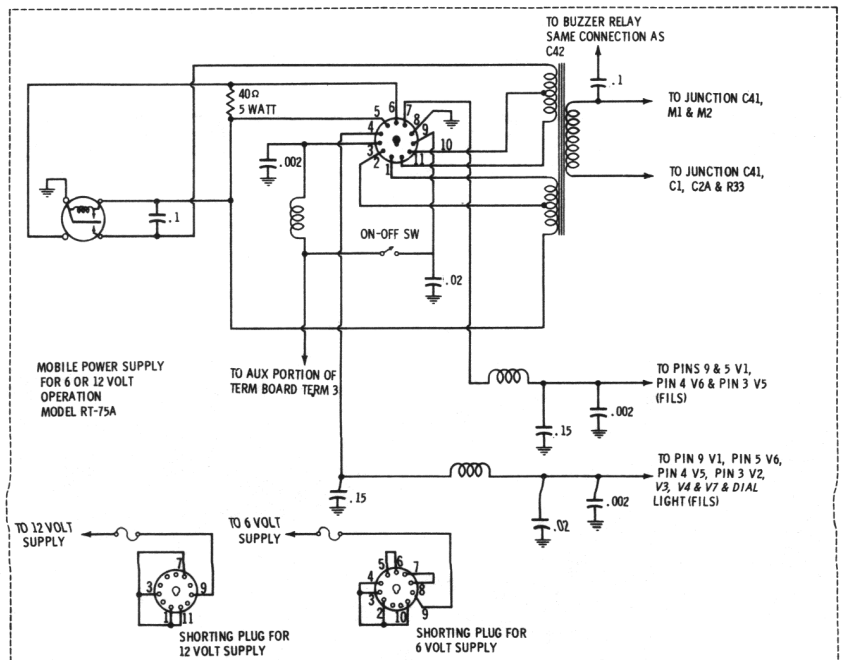 TO BUZZER RELAY
SAME CONNECTION AS
C42
.1
TO JUNCTION C41,
M1 & M2
40Ω
5 WATT
6
7
5
8
4
9
3
10
2
11
1
.002
TO JUNCTION C41,
C1, C2A & R33
.1
ON-OFF SW
.02
MOBILE POWER SUPPLY
FOR 6 OR 12 VOLT
OPERATION
MODEL RT-75A
TO AUX PORTION OF
TERM BOARD TERM 3
TO PINS 9 & 5 V1,
PIN 4 V6 & PIN 3 V5
(FILS)
.002
.15
TO PIN 9 V1, PIN 5 V6,
PIN 4 V5, PIN 3 V2,
V3, V4 & V7 & DIAL
LIGHT (FILS)
.15
.002
.02
TO 12 VOLT
SUPPLY
7
3
9
1
11
SHORTING PLUG FOR
12 VOLT SUPPLY
TO 6 VOLT
SUPPLY
5
6
7
4
8
3
2
10
9
SHORTING PLUG FOR
6 VOLT SUPPLY